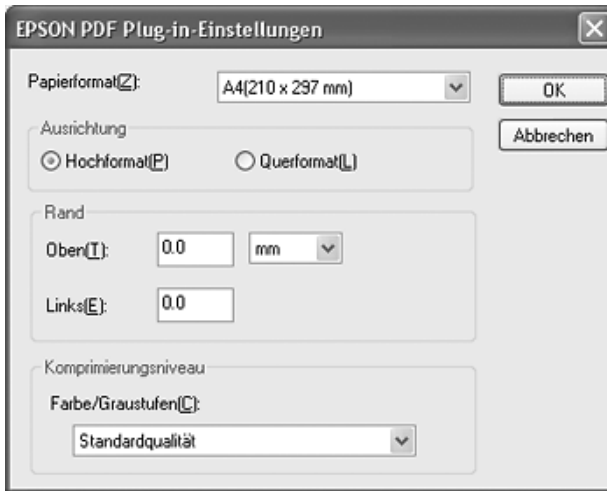 EPSON PDF Plug-in-Einstellungen
Papierformat(Z): A4(210 x 297 mm) OK
Abbrechen
Ausrichtung
Hochformat(P) Querformat(L)
Rand
Oben(T): 0.0 mm
Links(E): 0.0
Komprimierungsniveau
Farbe/Graustufen(C):
Standardqualität